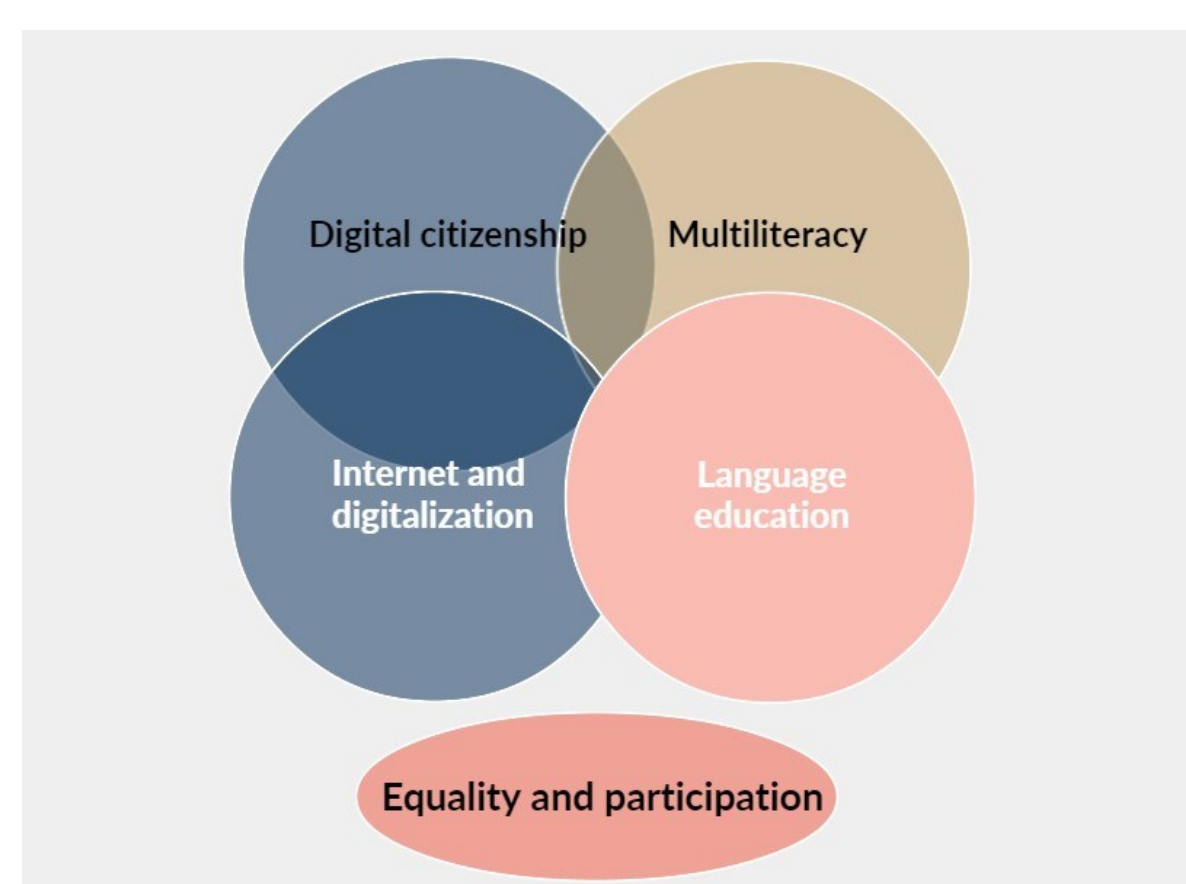 Digital citizenship
Multiliteracy
Internet and
digitalization
Language
education
Equality and participation